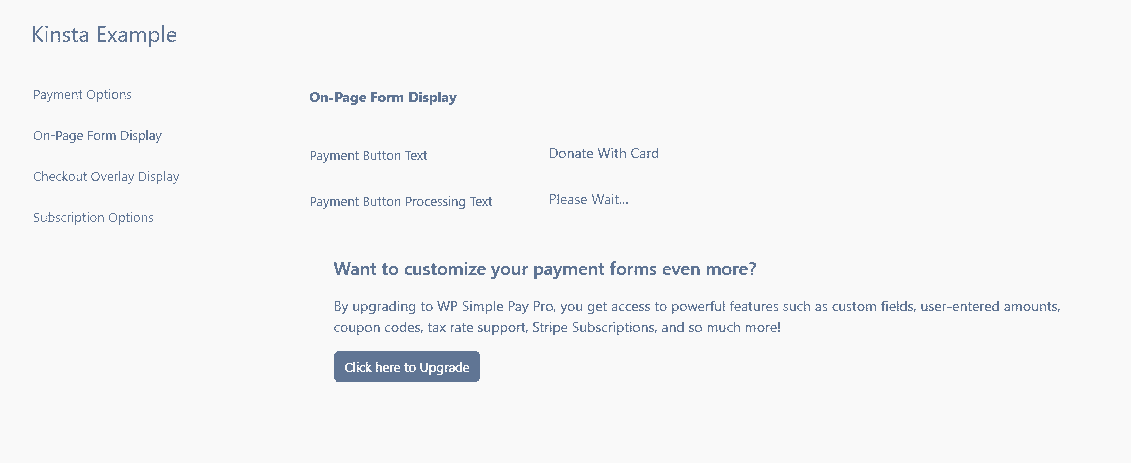 Kinsta Example
Payment Options
On-Page Form Display
Checkout Overlay Display
Subscription Options
On-Page Form Display
Payment Button Text
Donate With Card
Payment Button Processing Text
Please Wait...
Want to customize your payment forms even more?
By upgrading to WP Simple Pay Pro, you get access to powerful features such as custom fields, user-entered amounts,
coupon codes, tax rate support, Stripe Subscriptions, and so much more!
Click here to Upgrade